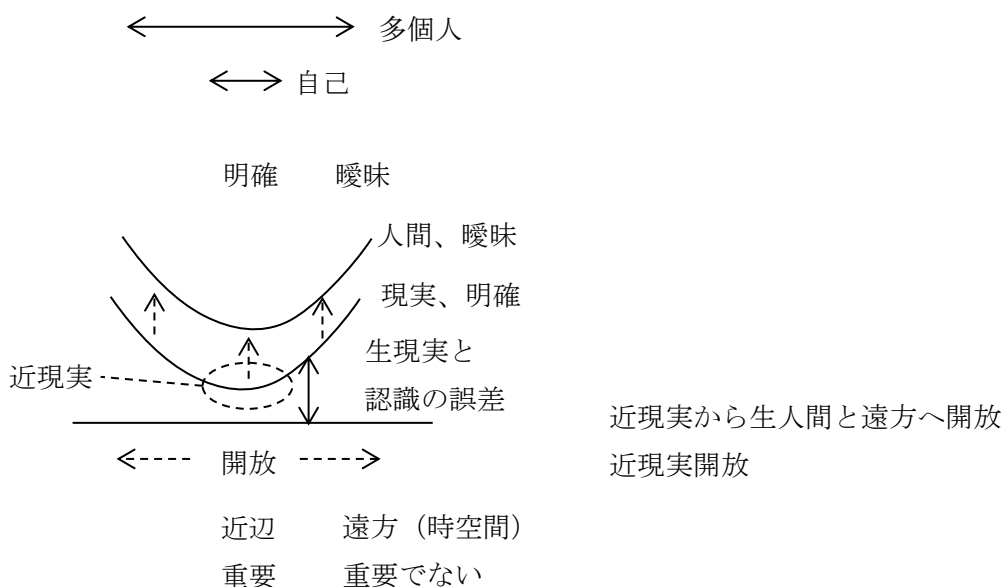 多個人
自己
明確 曖昧
人間、曖昧
現実、明確
生現実と
認識の誤差
近現実
開放
近辺 遠方（時空間）
重要 重要でない
近現実から生人間と遠方へ開放
近現実開放